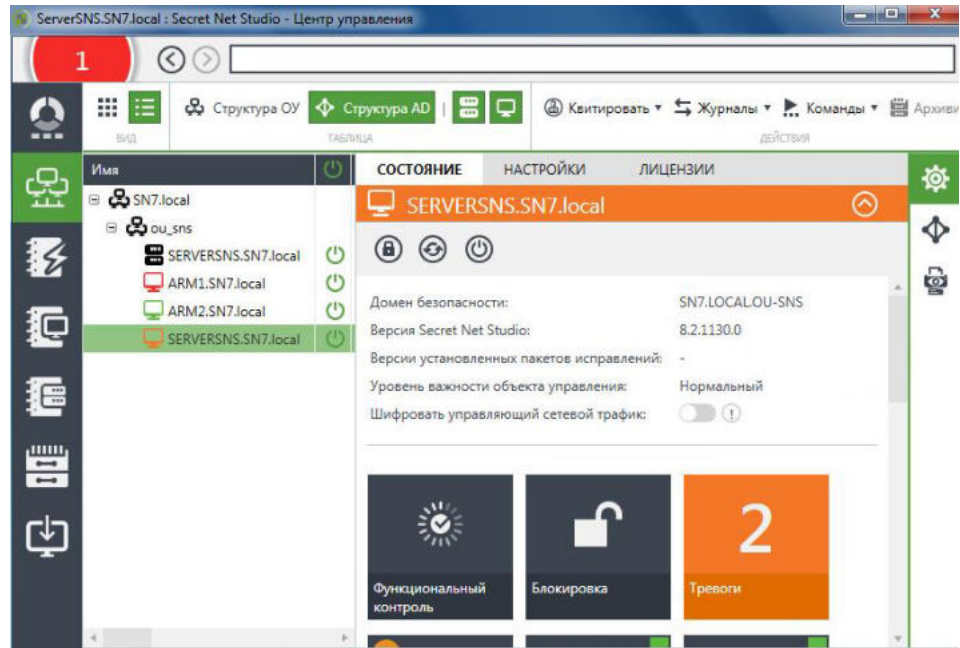 ServerSNS.SN7.local : Secret Net Studio - Центр управления
1
Структура ОУ
Структура AD
Квитировать
Журналы
Команды
ВИД
ТАБЛИЦА
ДЕЙСТВИЯ
Имя
СОСТОЯНИЕ
НАСТРОЙКИ
ЛИЦЕНЗИИ
SN7.local
SERVERSNS.SN7.local
ou_sns
SERVERSNS.SN7.local
ARM1.SN7.local
ARM2.SN7.local
SERVERSNS.SN7.local
Домен безопасности: SN7.LOCAL.OU-SNS
Версия Secret Net Studio: 8.2.1130.0
Версии установленных пакетов исправлений: -
Уровень важности объекта управления: Нормальный
Шифровать управляющий сетевой трафик:
2
Функциональный
контроль
Блокировка
Тревоги